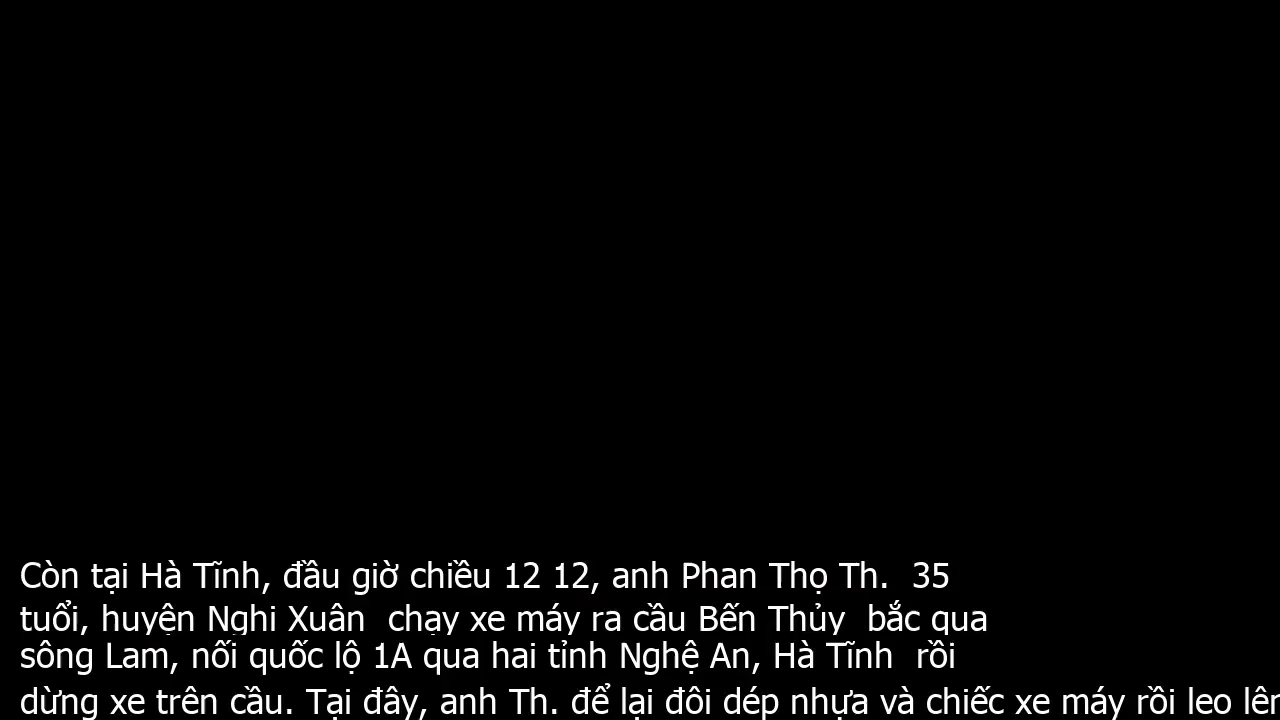 Còn tại Hà Tĩnh, đầu giờ chiều 12 12, anh Phan Thọ Th.  35
tuổi, huyện Nghi Xuân  chạy xe máy ra cầu Bến Thủy  bắc qua
sông Lam, nối quốc lộ 1A qua hai tỉnh Nghệ An, Hà Tĩnh  rồi
dừng xe trên cầu. Tại đây, anh Th. để lại đôi dép nhựa và chiếc xe máy rồi leo lên